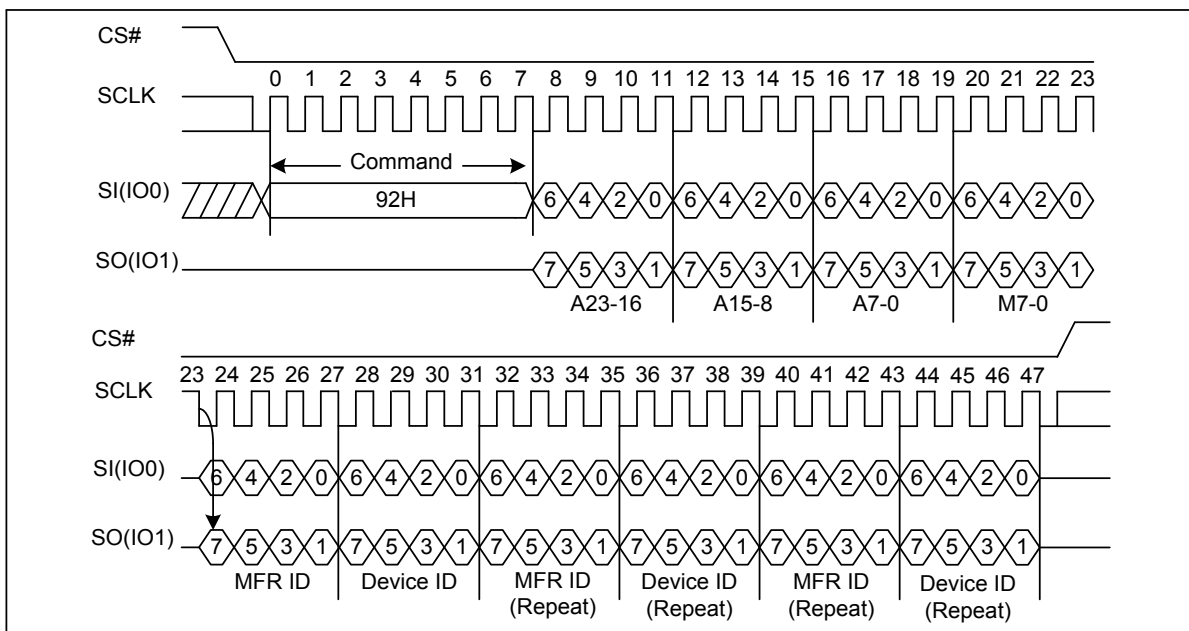 CS#
0 1 2 3 4 5 6 7 8 9 10 11 12 13 14 15 16 17 18 19 20 21 22 23
SCLK
Command
SI(IO0) 92H 6 4 2 0 6 4 2 0 6 4 2 0 6 4 2 0
SO(IO1) 7 5 3 1 7 5 3 1 7 5 3 1 7 5 3 1
A23-16 A15-8 A7-0 M7-0
CS#
23 24 25 26 27 28 29 30 31 32 33 34 35 36 37 38 39 40 41 42 43 44 45 46 47
SCLK
SI(IO0) 6 4 2 0 6 4 2 0 6 4 2 0 6 4 2 0 6 4 2 0 6 4 2 0
SO(IO1) 7 5 3 1 7 5 3 1 7 5 3 1 7 5 3 1 7 5 3 1 7 5 3 1
MFR ID Device ID MFR ID Device ID MFR ID Device ID
(Repeat) (Repeat) (Repeat) (Repeat)